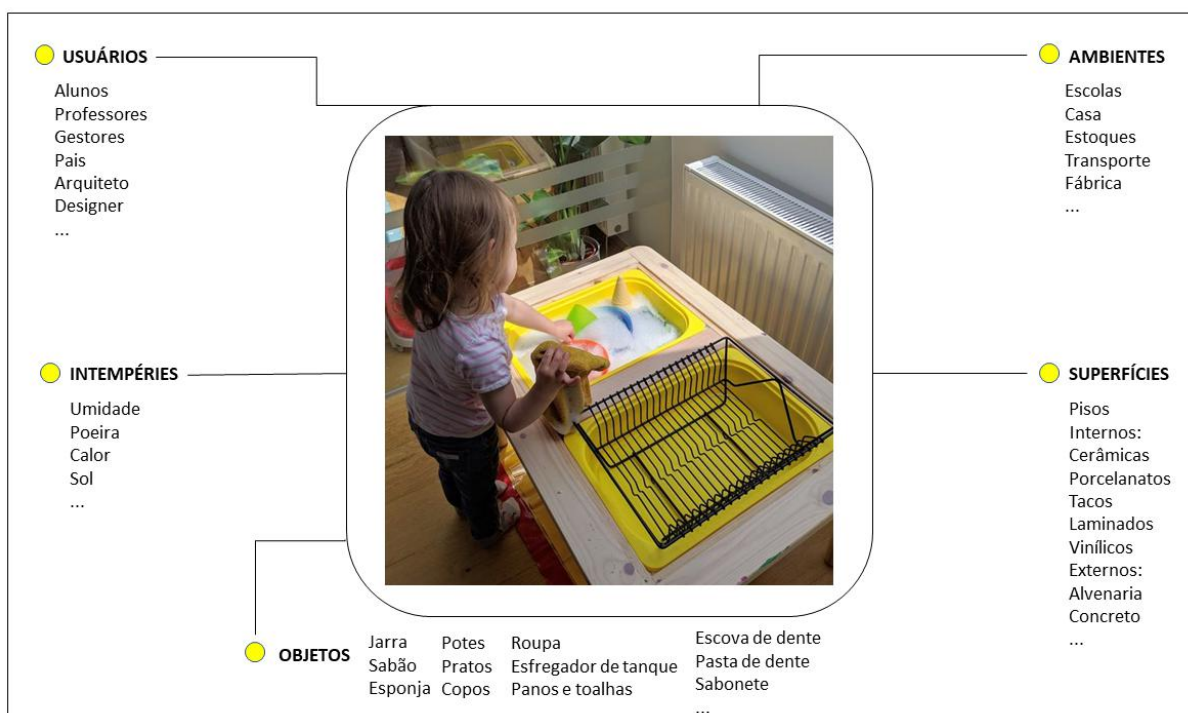 USUÁRIOS
Alunos
Professores
Gestores
Pais
Arquiteto
Designer
...
AMBIENTES
Escolas
Casa
Estoques
Transporte
Fábrica
...
INTEMPÉRIES
Umidade
Poeira
Calor
Sol
...
SUPERFÍCIES
Pisos
Internos:
Cerâmicas
Porcelanatos
Tacos
Laminados
Vinílicos
Externos:
Alvenaria
Concreto
...
OBJETOS
Jarra
Sabão
Esponja
Potes
Pratos
Copos
Roupa
Esfregador de tanque
Panos e toalhas
Escova de dente
Pasta de dente
Sabonete
...